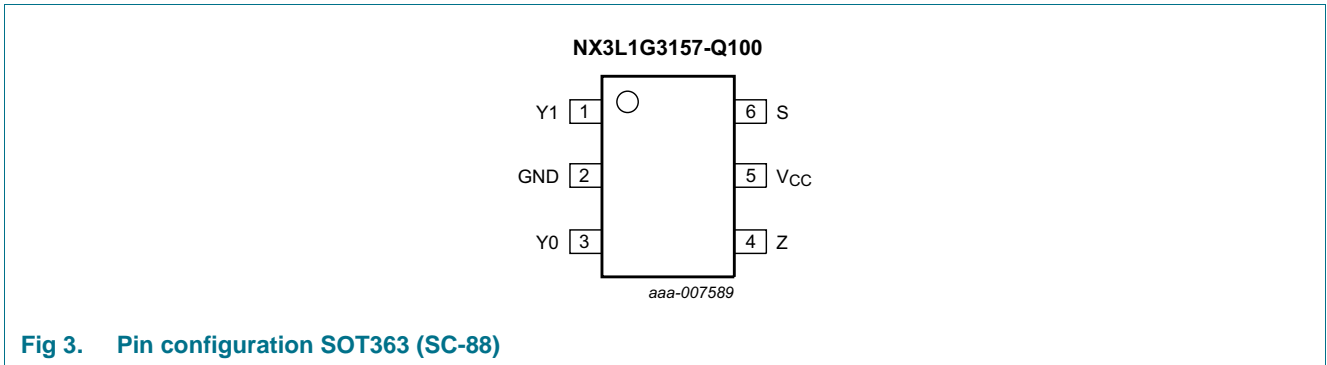 NX3L1G3157-Q100
Y1 1 6 S
GND 2 5 VCC
Y0 3 4 Z
aaa-007589
Fig 3. Pin configuration SOT363 (SC-88)